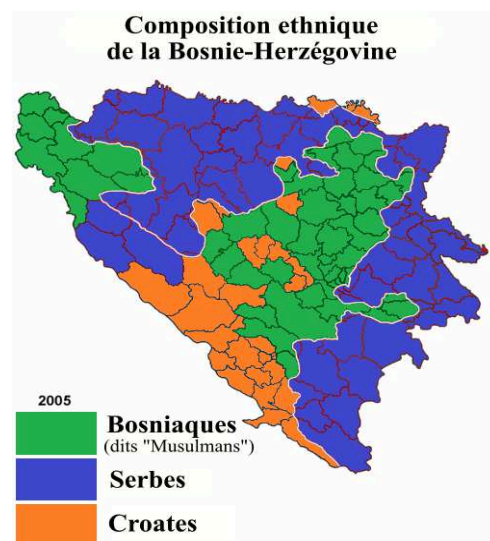 Composition ethnique
de la Bosnie-Herzégovine
2005
Bosniaques
(dits "Musulmans")
Serbes
Croates